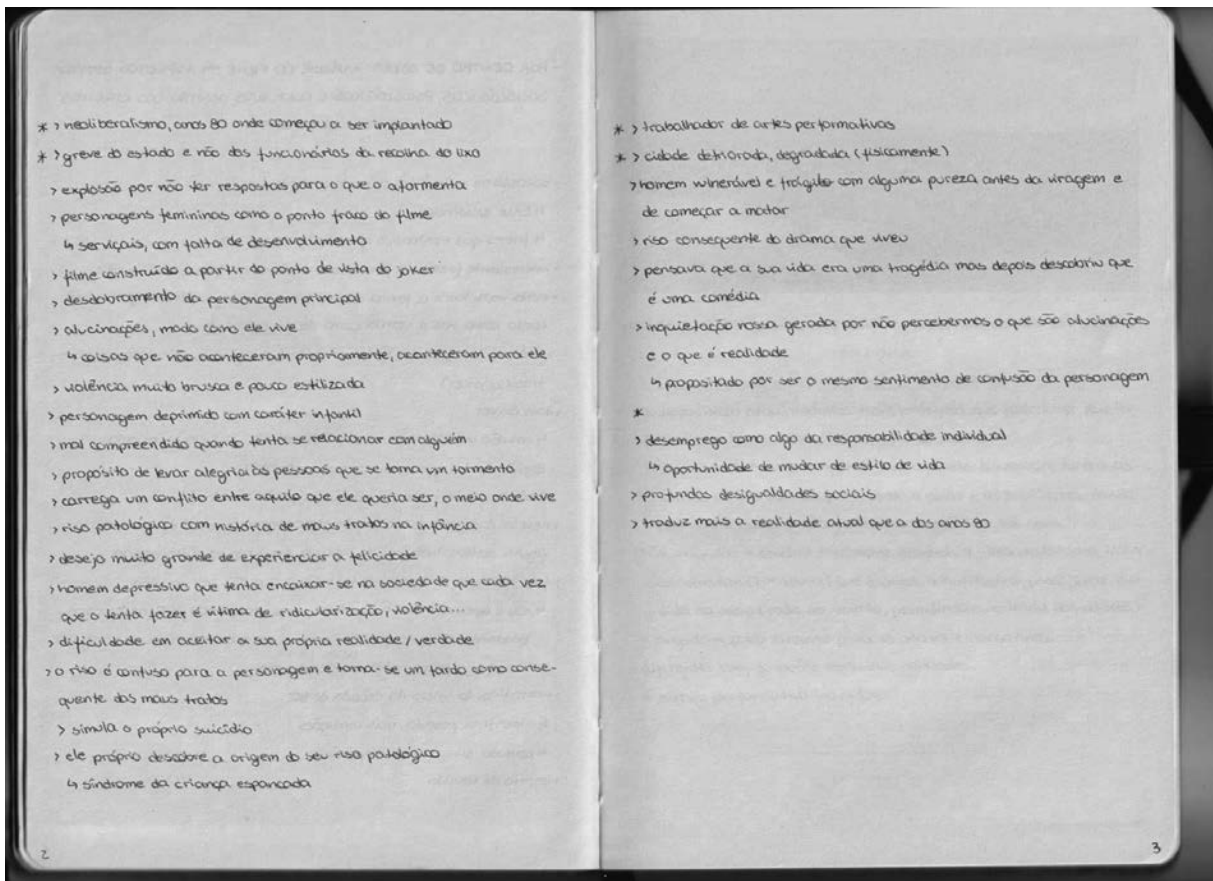 * > neoliberalismo, anos 80 onde começou a ser implantado
* > greve do estado e não dos funcionários da recolha do lixo
> explosão por não ter respostas para o que o atormenta
> personagens femininas como o ponto fraco do filme
↳ serviçais, com falta de desenvolvimento
> filme construído a partir do ponto de vista do joker
> desdobramento da personagem principal
> alucinações, modo como ele vive
↳ coisas que não aconteceram propriamente, aconteceram para ele
> violência muito brusca e pouco estilizada
> personagem deprimido com caráter infantil
> mal compreendido quando tenta se relacionar com alguém
> propósito de levar alegria às pessoas que se torna um tormento
> carrega um conflito entre aquilo que ele queria ser, o meio onde vive
> riso patológico com história de maus tratos na infância
> desejo muito grande de experienciar a felicidade
> homem depressivo que tenta encaixar-se na sociedade que cada vez
que o tenta fazer é vítima de ridicularização, violência...
> dificuldade em aceitar a sua própria realidade / verdade
> o riso é confuso para a personagem e torna-se um fardo como conse-
quente dos maus tratos
> simula o próprio suicídio
> ele próprio descobre a origem do seu riso patológico
↳ síndrome da criança espancada
2
* > trabalhador de artes performativas
* > cidade detriorada, degradada (fisicamente)
> homem vulnerável e frágil com alguma pureza antes da viragem e
de começar a matar
> riso consequente do drama que viveu
> pensava que a sua vida era uma tragédia mas depois descobriu que
é uma comédia
> inquietação nossa gerada por não percebermos o que são alucinações
e o que é realidade
↳ propositado por ser o mesmo sentimento de confusão da personagem
*
> desemprego como algo da responsabilidade individual
↳ oportunidade de mudar de estilo de vida
> profundas desigualdades sociais
> traduz mais a realidade atual que a dos anos 80
3